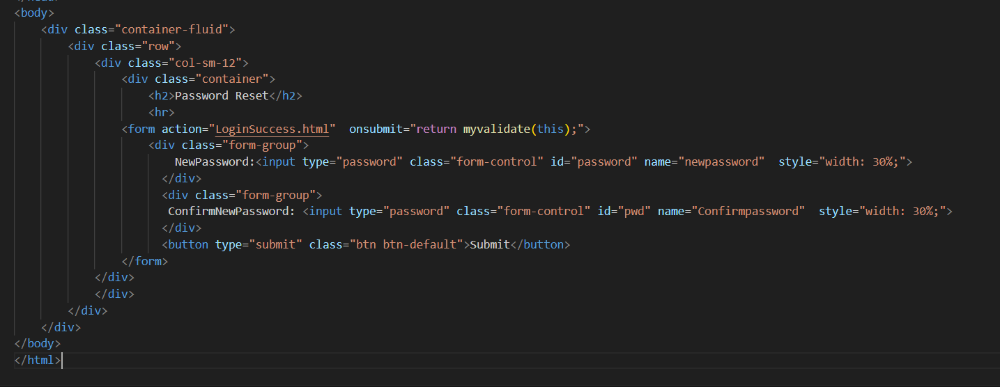 <body>
<div class="container-fluid">
<div class="row">
<div class="col-sm-12">
<div class="container">
<h2>Password Reset</h2>
<hr>
<form action="LoginSuccess.html"  onsubmit="return myvalidate(this);">
<div class="form-group">
NewPassword:<input type="password" class="form-control" id="password" name="newpassword"  style="width: 30%;">
</div>
<div class="form-group">
ConfirmNewPassword: <input type="password" class="form-control" id="pwd" name="Confirmpassword"  style="width: 30%;">
</div>
<button type="submit" class="btn btn-default">Submit</button>
</form>
</div>
</div>
</div>
</div>
</body>
</html>